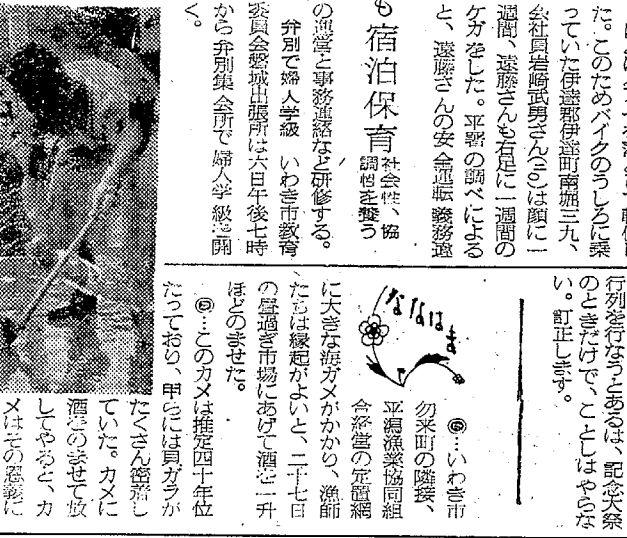 た。このためバイクのうしろに乗
っていた伊達郡伊達町南堀三九、
会社員岩崎武男さん(三〇)は顔に一
週間、遠藤さんも右足に一週間の
ケガをした。平署の調べによる
と、遠藤さんの安全運転義務違
も宿泊保育
社会性、協
調性を養う
の運営と事務連絡など研修する。
弁別で婦人学級 いわき市教育
委員会磐城出張所は六日午後七時
から弁別集会所で婦人学級を開
く。
行列を行なうとあるは、記念大祭
のときだけで、ことしはやらな
い。訂正します。
ななはま
◎…いわき市
勿来町の隣接、
平潟漁業協同組
合経営の定置網
に大きな海ガメがかかり、漁師
たちは縁起がよいと、二十七日
の昼過ぎ市場にあげて酒を一升
ほどのませた。
◎…このカメは推定四十年位
たっており、甲らには貝ガラが
たくさん密着し
ていた。カメに
酒をのませて放
してやると、カ
メはその恩義に